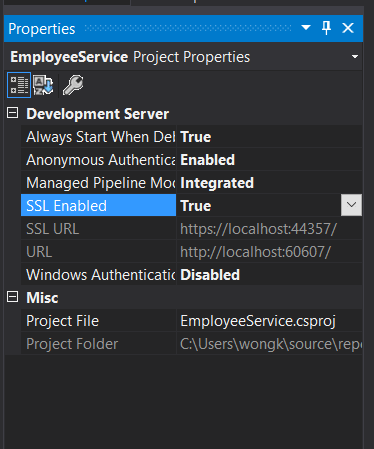 Properties
EmployeeService Project Properties
Development Server
Always Start When Del True
Anonymous Authentica Enabled
Managed Pipeline Moc Integrated
SSL Enabled True
SSL URL https://localhost:44357/
URL http://localhost:60607/
Windows Authenticatio Disabled
Misc
Project File EmployeeService.csproj
Project Folder C:\Users\wongk\source\repo